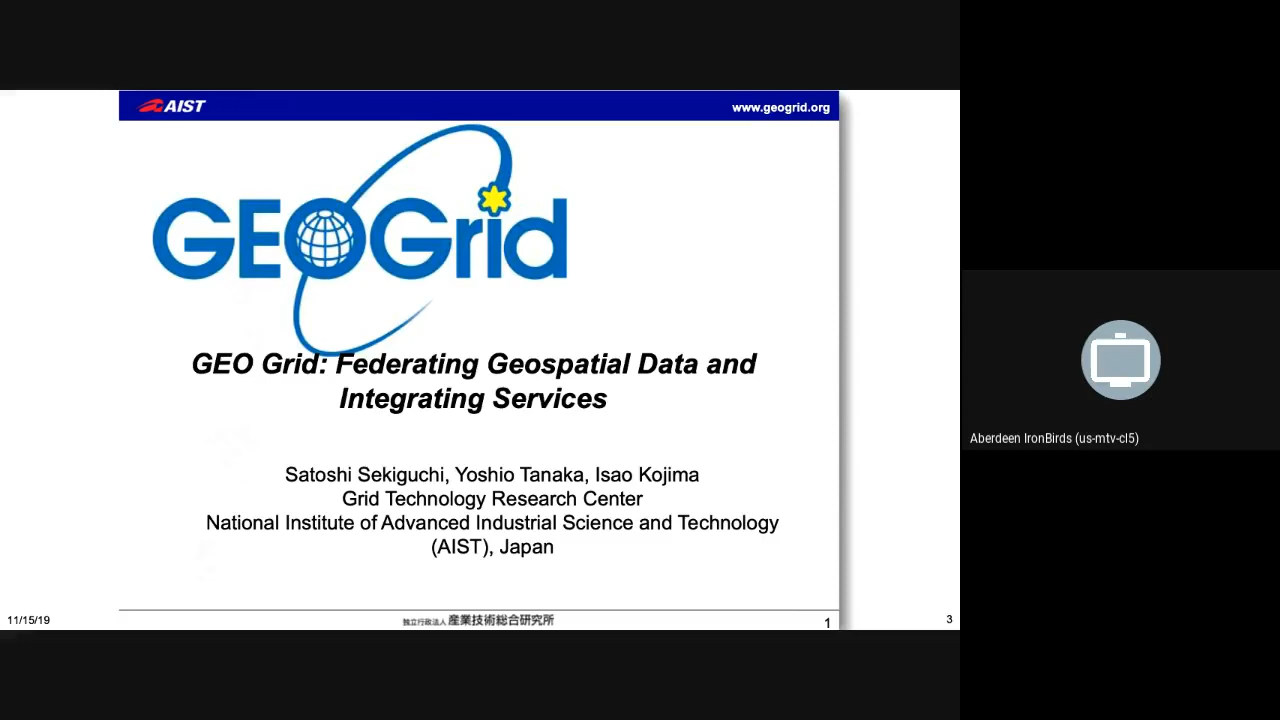 AIST
www.geogrid.org
GEOGrid
GEO Grid: Federating Geospatial Data and
Integrating Services
Satoshi Sekiguchi, Yoshio Tanaka, Isao Kojima
Grid Technology Research Center
National Institute of Advanced Industrial Science and Technology
(AIST), Japan
Aberdeen IronBirds (us-mtv-cl5)
11/15/19
独立行政法人 産業技術総合研究所
1
3